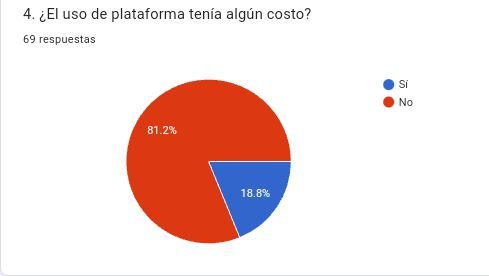 4. ¿El uso de plataforma tenía algún costo?
69 respuestas
Sí
No
81.2%
18.8%